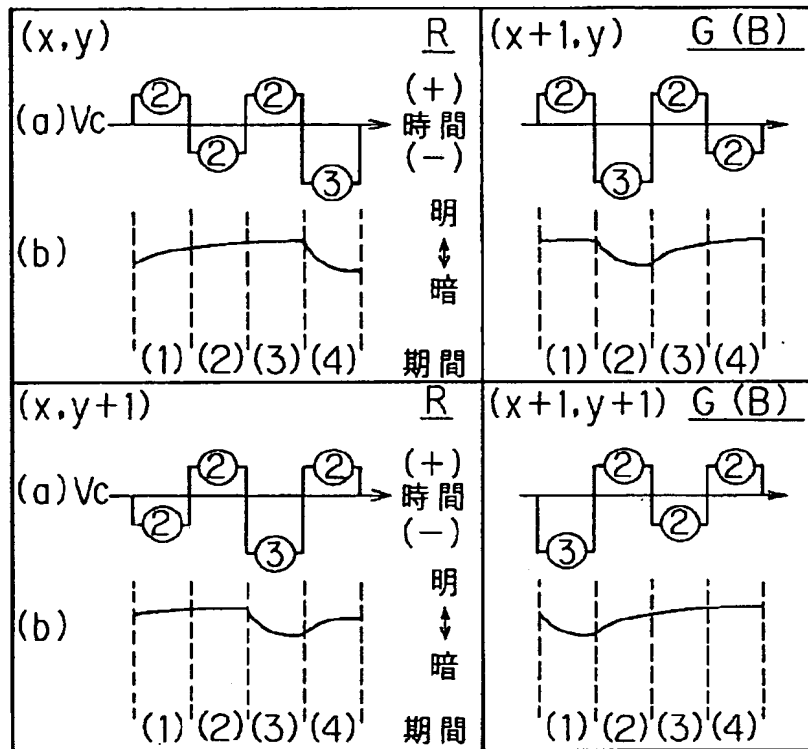 (x,y) R
(+)
② ② ② ③
(a)Vc 時間
(−)
明
(b)
暗
(1) (2) (3) (4) 期間
(x+1,y) G(B)
② ③ ② ②
(1) (2) (3) (4)
(x,y+1) R
(+)
② ② ③ ②
(a)Vc 時間
(−)
明
(b)
暗
(1) (2) (3) (4) 期間
(x+1,y+1) G(B)
③ ② ② ②
(1) (2) (3) (4)